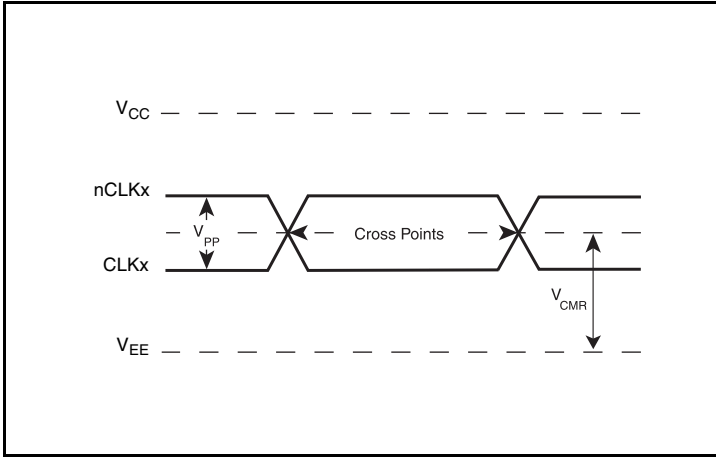 VCC
nCLKx
VPP
Cross Points
CLKx
VCMR
VEE